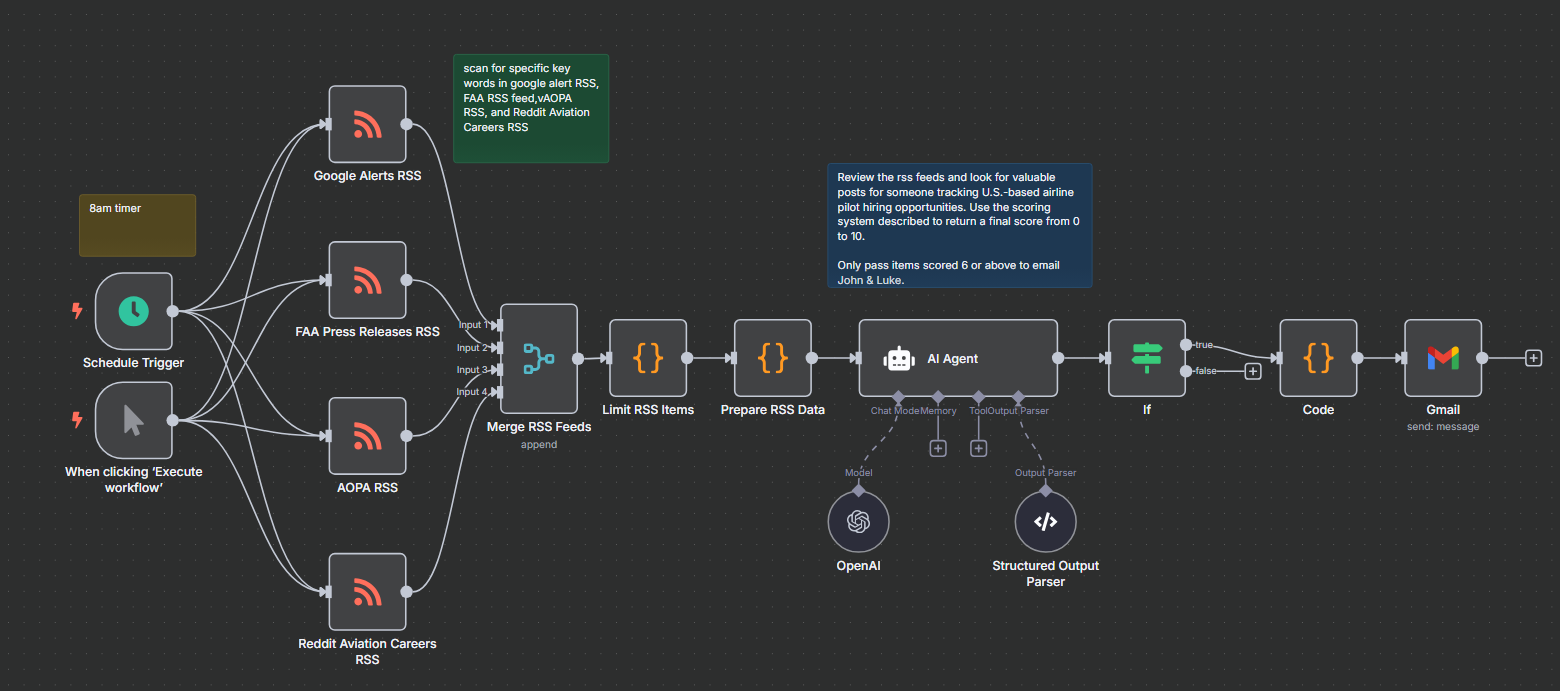 scan for specific key
words in google alert RSS,
FAA RSS feed,vAOPA
RSS, and Reddit Aviation
Careers RSS
Google Alerts RSS
8am timer
Review the rss feeds and look for valuable
posts for someone tracking U.S.-based airline
pilot hiring opportunities. Use the scoring
system described to return a final score from 0
to 10.
Only pass items scored 6 or above to email
John & Luke.
FAA Press Releases RSS
Schedule Trigger
Input 1
Input 2
Input 3
Input 4
Merge RSS Feeds
append
Limit RSS Items
Prepare RSS Data
AI Agent
Chat Mode
Memory
Tool
Output Parser
true
false
If
Code
Gmail
send: message
When clicking ‘Execute
workflow’
AOPA RSS
Model
Output Parser
OpenAI
Structured Output
Parser
Reddit Aviation Careers
RSS